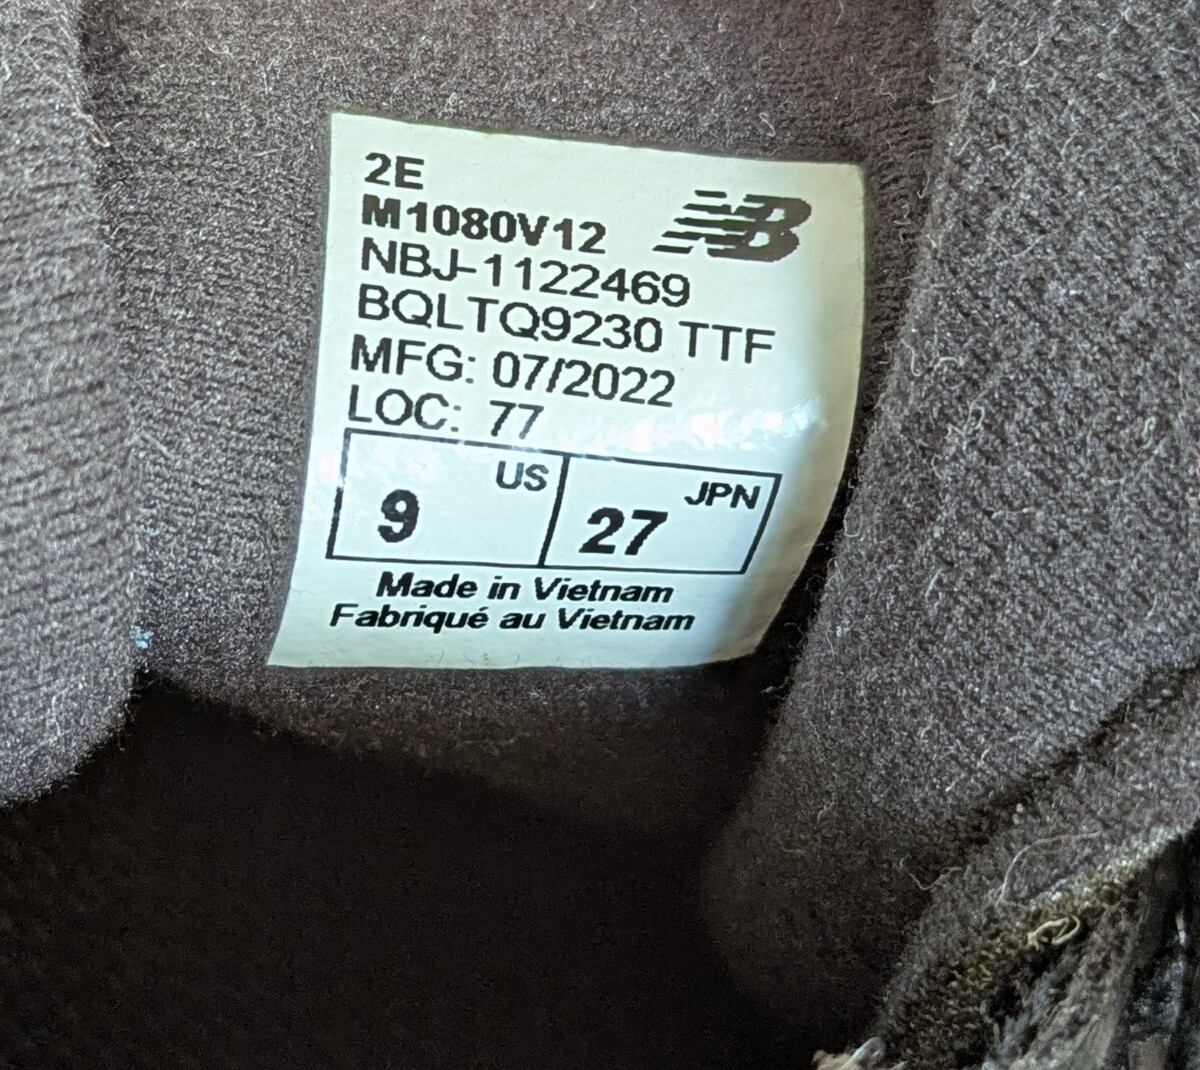 2E
M1080V12
NB
NBJ-1122469
BQLTQ9230 TTF
MFG: 07/2022
LOC: 77
9 US 27 JPN
Made in Vietnam
Fabriqué au Vietnam